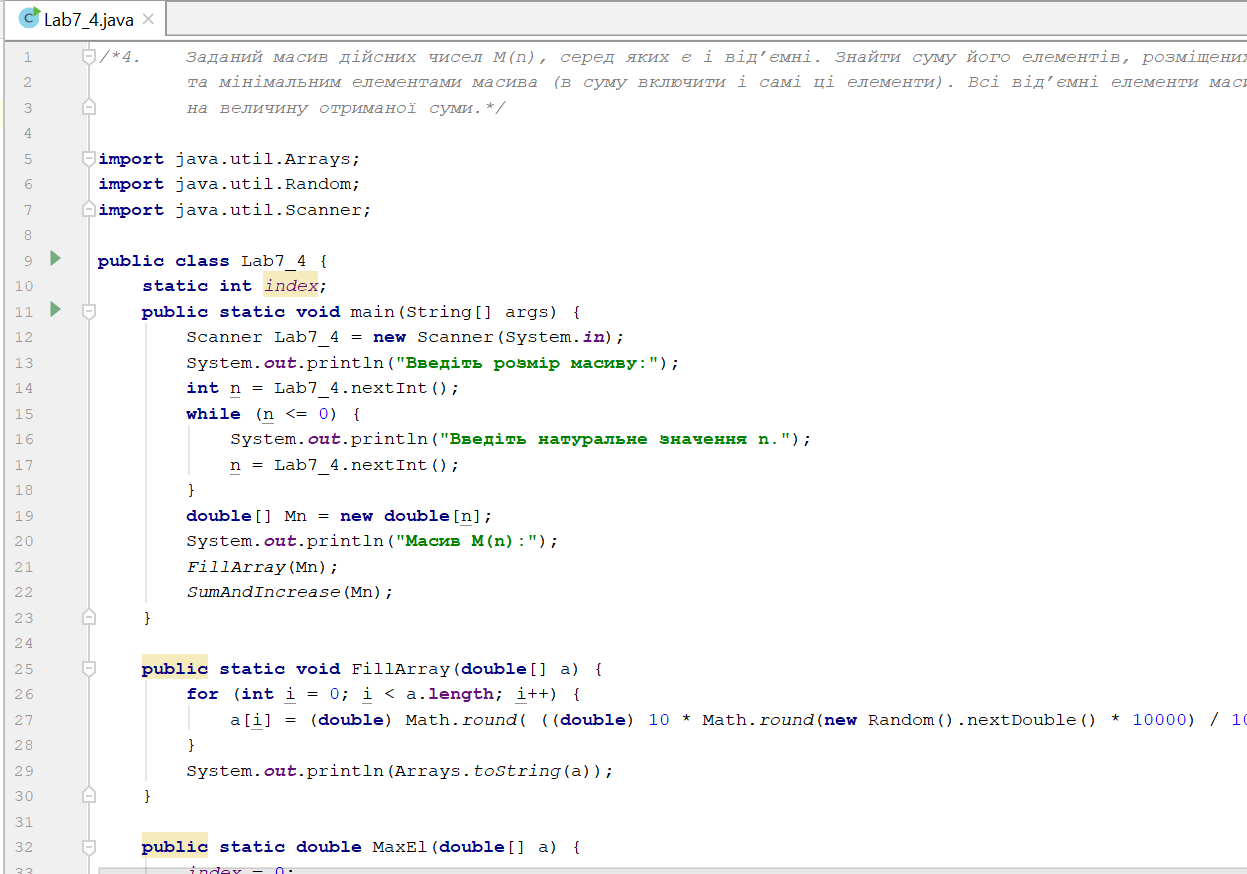 Lab7_4.java
1 /*4. Заданий масив дійсних чисел M(n), серед яких є і від’ємні. Знайти суму його елементів, розміщених
2 та мінімальним елементами масива (в суму включити і самі ці елементи). Всі від’ємні елементи
3 на величину отриманої суми.*/
4
5 import java.util.Arrays;
6 import java.util.Random;
7 import java.util.Scanner;
8
9 public class Lab7_4 {
10 static int index;
11 public static void main(String[] args) {
12 Scanner Lab7_4 = new Scanner(System.in);
13 System.out.println("Введіть розмір масиву:");
14 int n = Lab7_4.nextInt();
15 while (n <= 0) {
16 System.out.println("Введіть натуральне значення n.");
17 n = Lab7_4.nextInt();
18 }
19 double[] Mn = new double[n];
20 System.out.println("Масив M(n):");
21 FillArray(Mn);
22 SumAndIncrease(Mn);
23 }
24
25 public static void FillArray(double[] a) {
26 for (int i = 0; i < a.length; i++) {
27 a[i] = (double) Math.round( ((double) 10 * Math.round(new Random().nextDouble() * 10000) /
28 }
29 System.out.println(Arrays.toString(a));
30 }
31
32 public static double MaxEl(double[] a) {
33 index = 0;